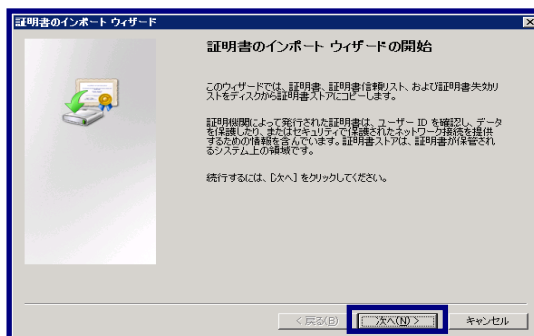 証明書のインポート ウィザード
証明書のインポート ウィザードの開始
このウィザードでは、証明書、証明書信頼リスト、および証明書失効リ
ストをディスクから証明書ストアにコピーします。
証明機関によって発行された証明書は、ユーザー ID を確認し、データ
を保護したり、またはセキュリティで保護されたネットワーク接続を提供
するための情報を含んでいます。証明書ストアは、証明書が保管され
るシステム上の領域です。
続行するには、[次へ] をクリックしてください。
< 戻る(B)
次へ(N) >
キャンセル